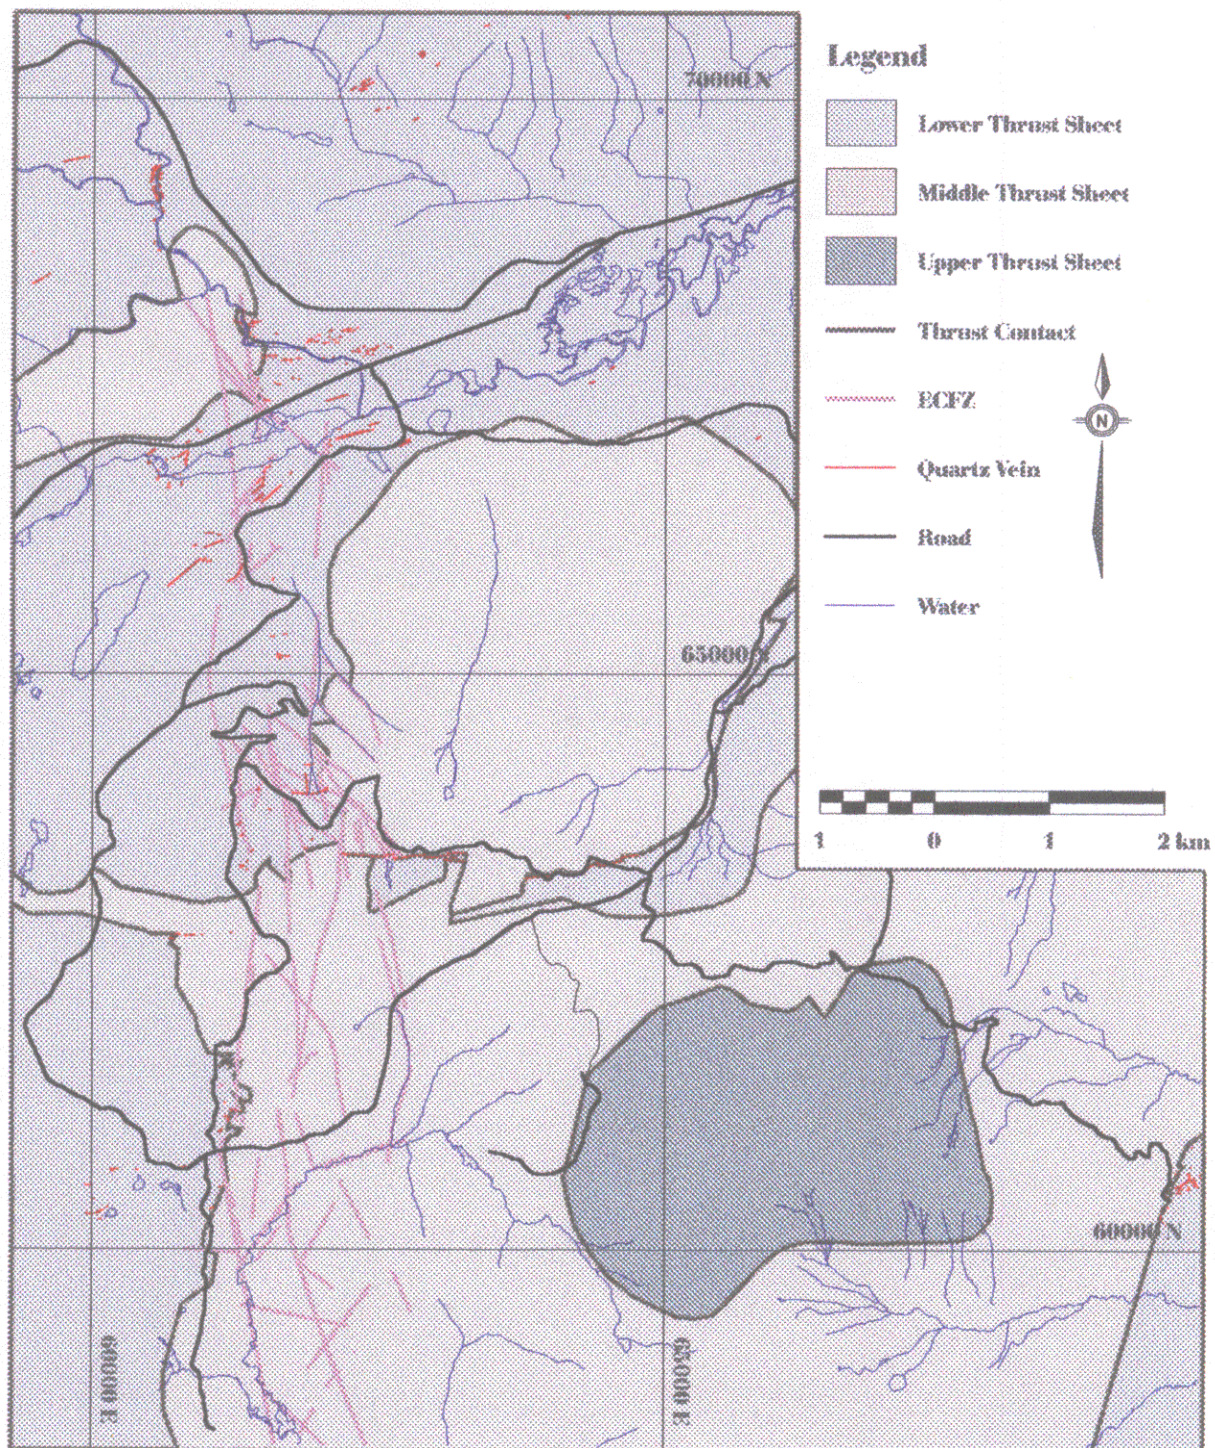 Legend
70000 N
Lower Thrust Sheet
Middle Thrust Sheet
Upper Thrust Sheet
Thrust Contact
ECFZ
N
Quartz Vein
Road
Water
65000 N
1 0 1 2 km
60000 N
60000 E
65000 E